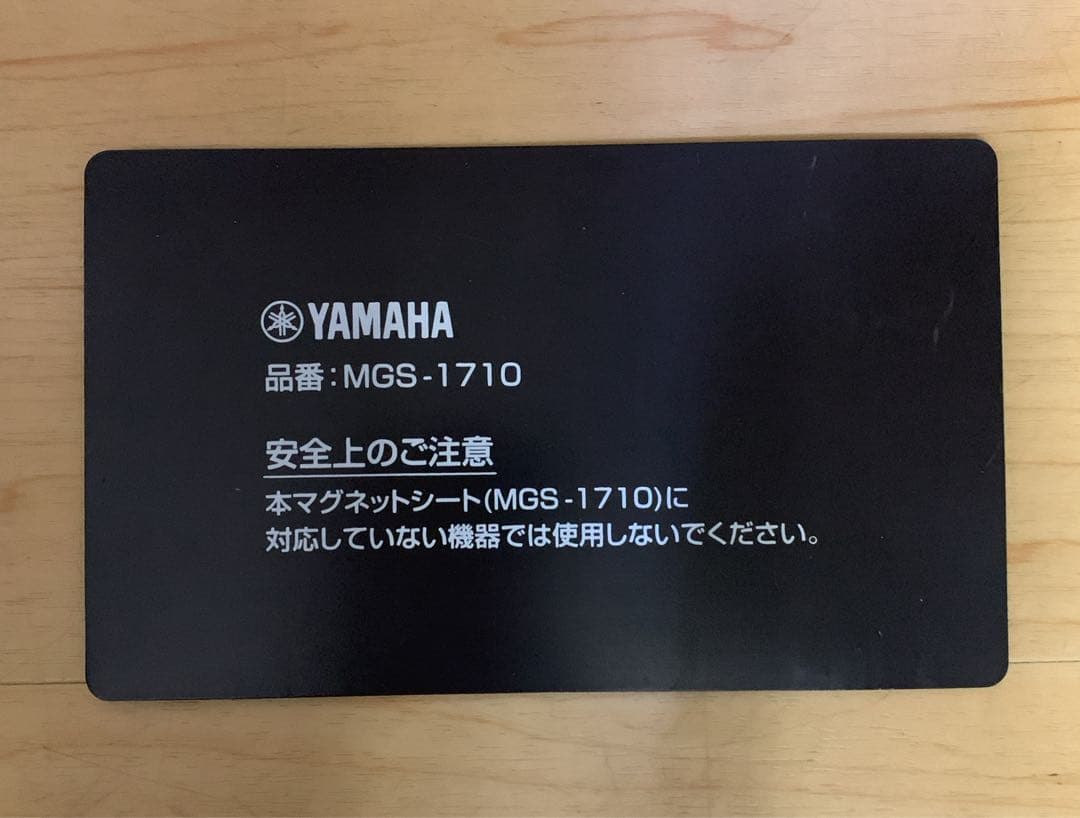 YAMAHA
品番:MGS-1710
安全上のご注意
本マグネットシート(MGS-1710)に
対応していない機器では使用しないでください。